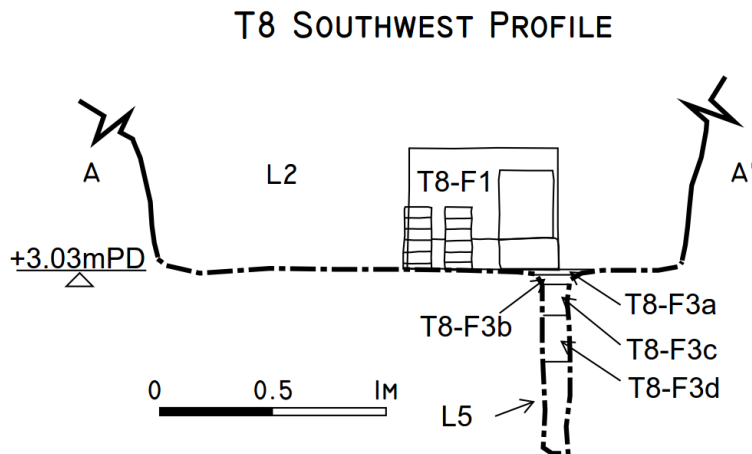 T8 SOUTHWEST PROFILE
A
L2
T8-F1
A'
+3.03mPD
T8-F3a
T8-F3b
T8-F3c
T8-F3d
0 0.5 1M
L5